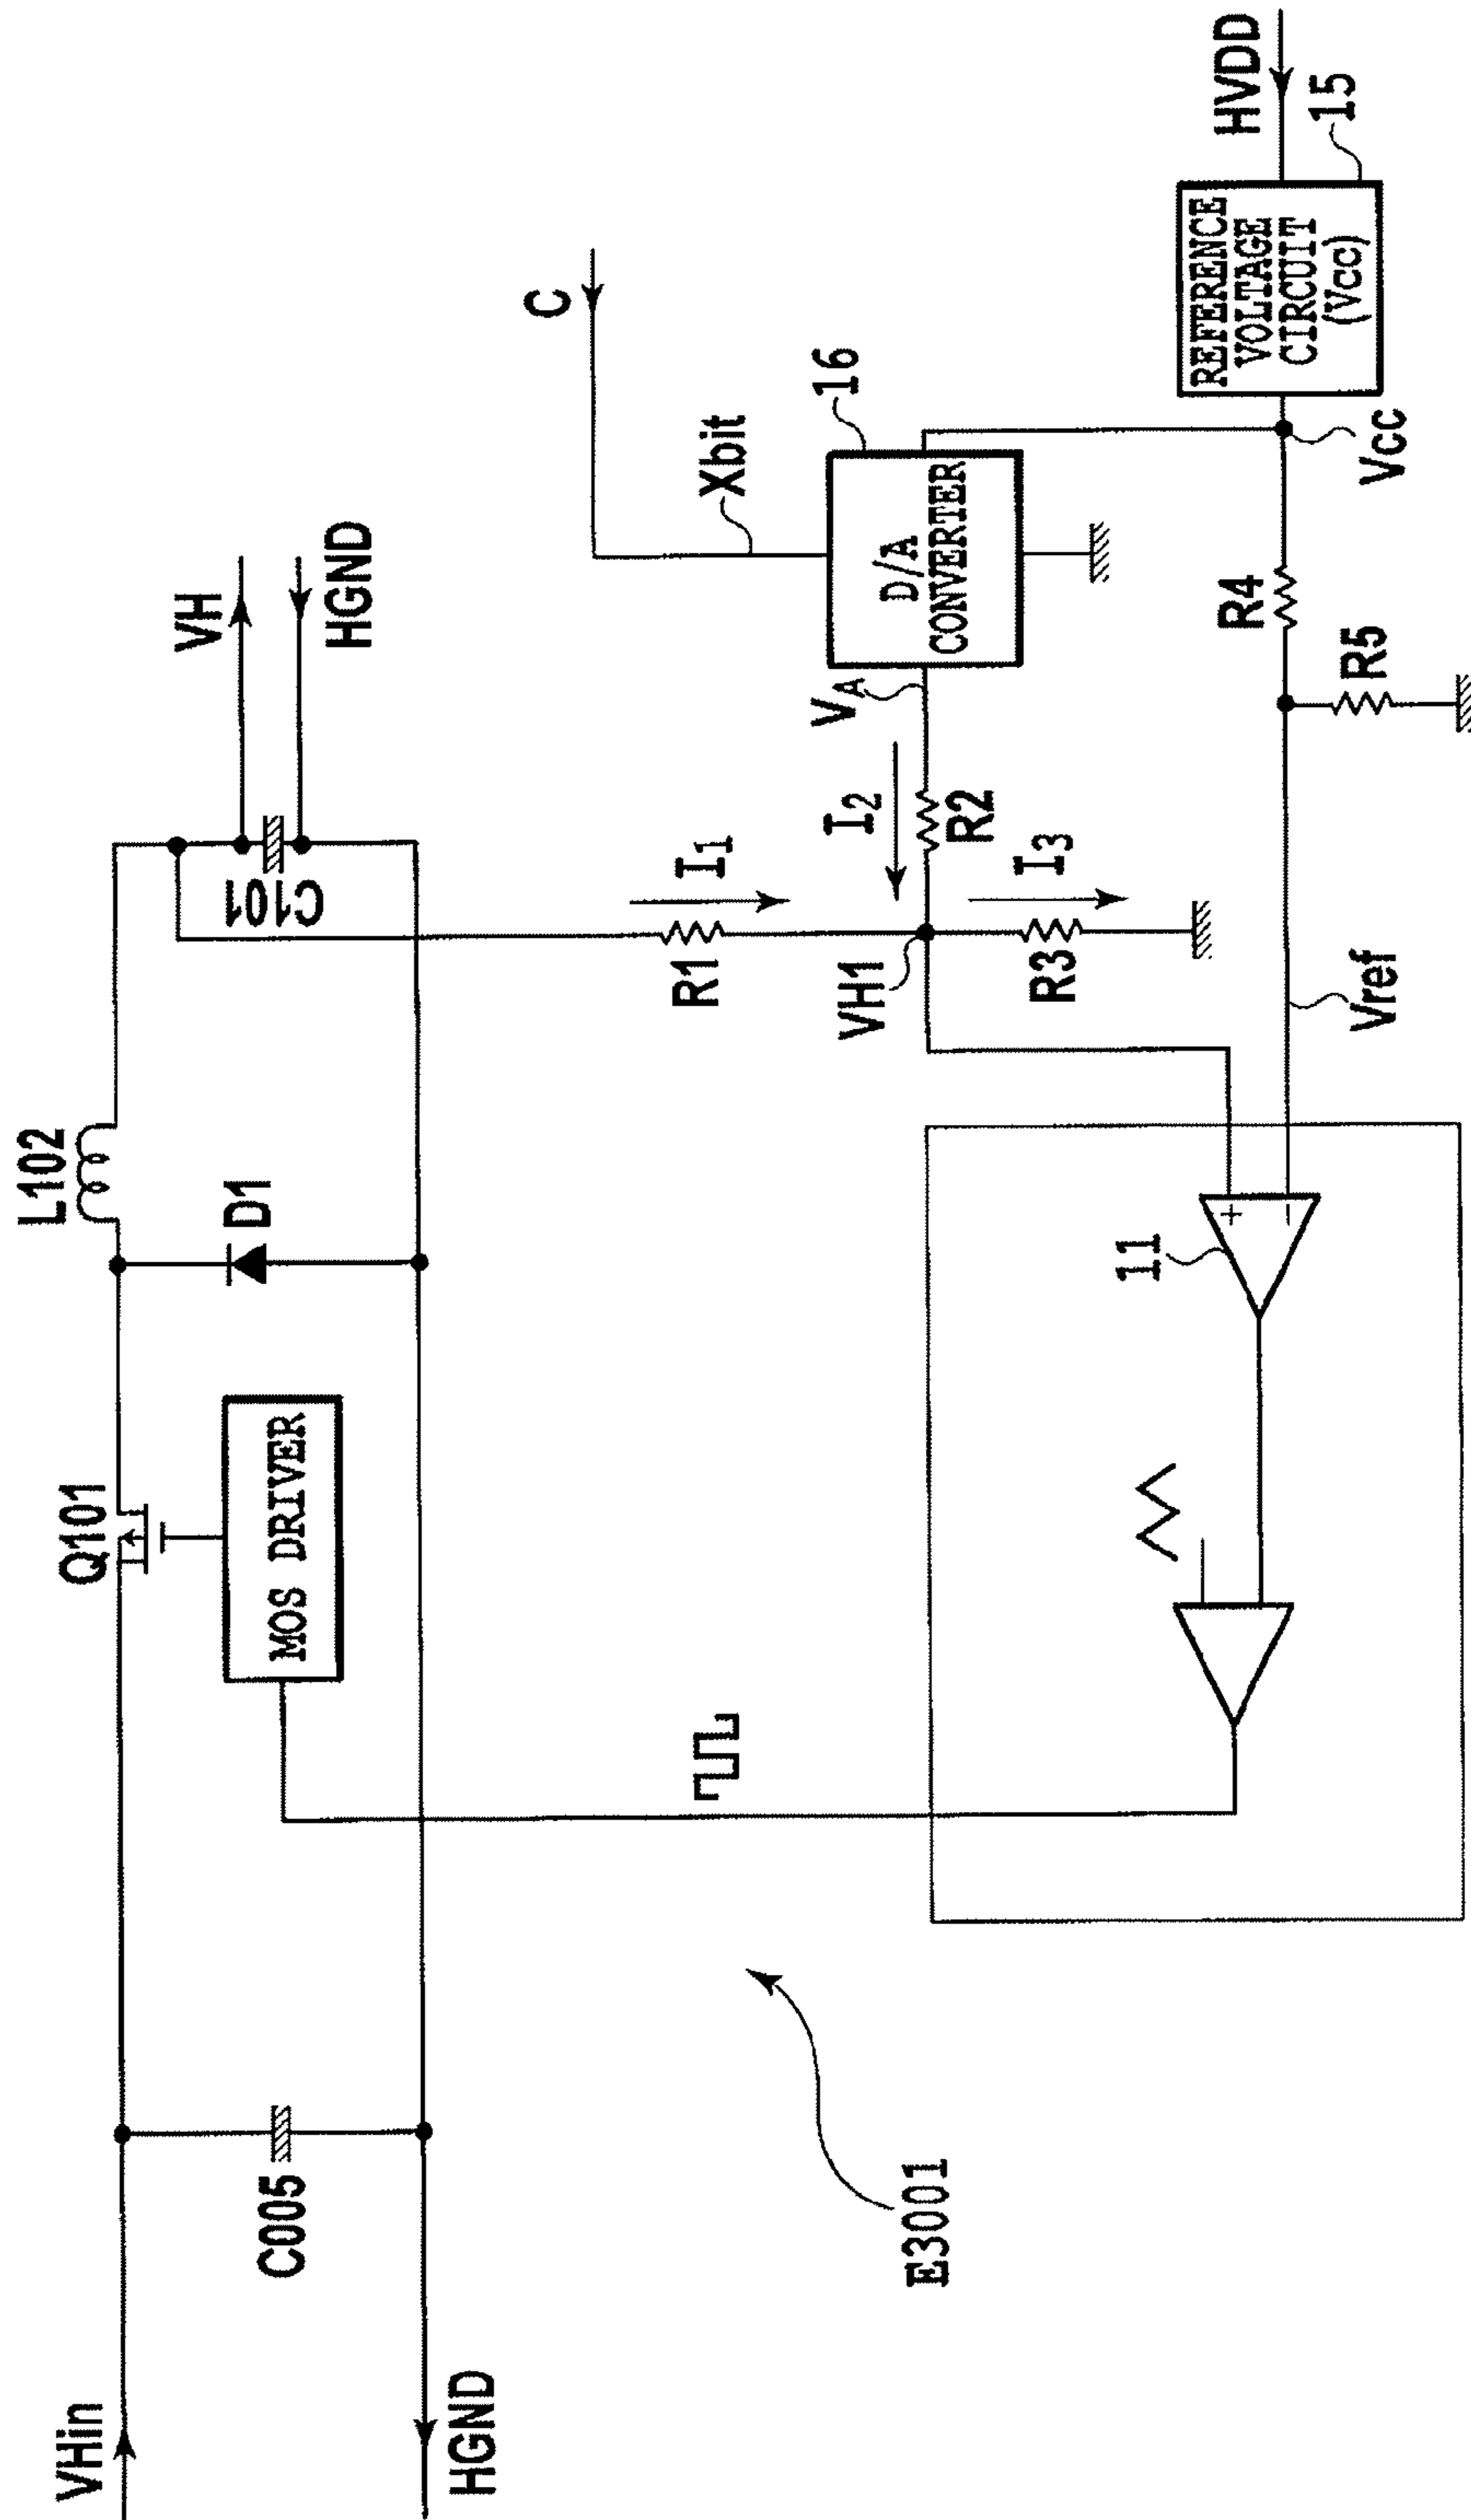 VHin
HGND
C005
Q101
MOS DRIVER
D1
L102
C101
VH
HGND
C
Xbit
16
D/A
CONVERTER
VA
I2
R2
I1
R1
VH1
I3
R3
HVDD
15
REFERENCE
VOLTAGE
CIRCUIT
(Vcc)
Vcc
R4
R5
Vref
11
+
−
E3001